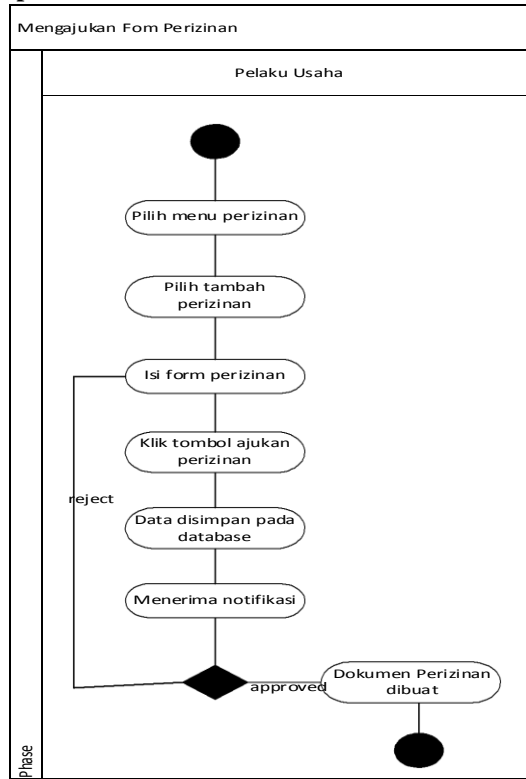 Mengajukan Fom Perizinan
Pelaku Usaha
Pilih menu perizinan
Pilih tambah
perizinan
Isi form perizinan
Klik tombol ajukan
perizinan
reject
Data disimpan pada
database
Menerima notifikasi
approved
Dokumen Perizinan
dibuat
Phase